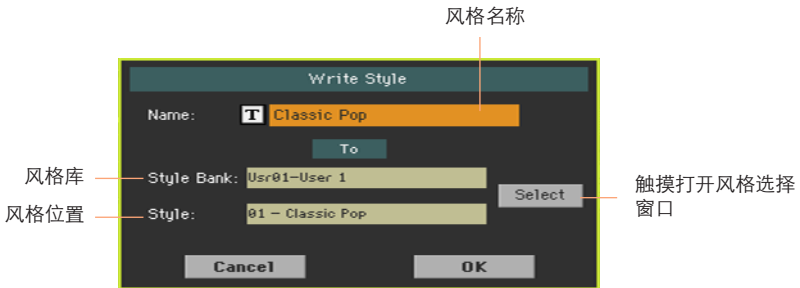 风格名称
Write Style
Name: T Classic Pop
To
风格库
Style Bank: Usr01-User 1
Select
触摸打开风格选择
窗口
风格位置
Style: 01 - Classic Pop
Cancel
OK